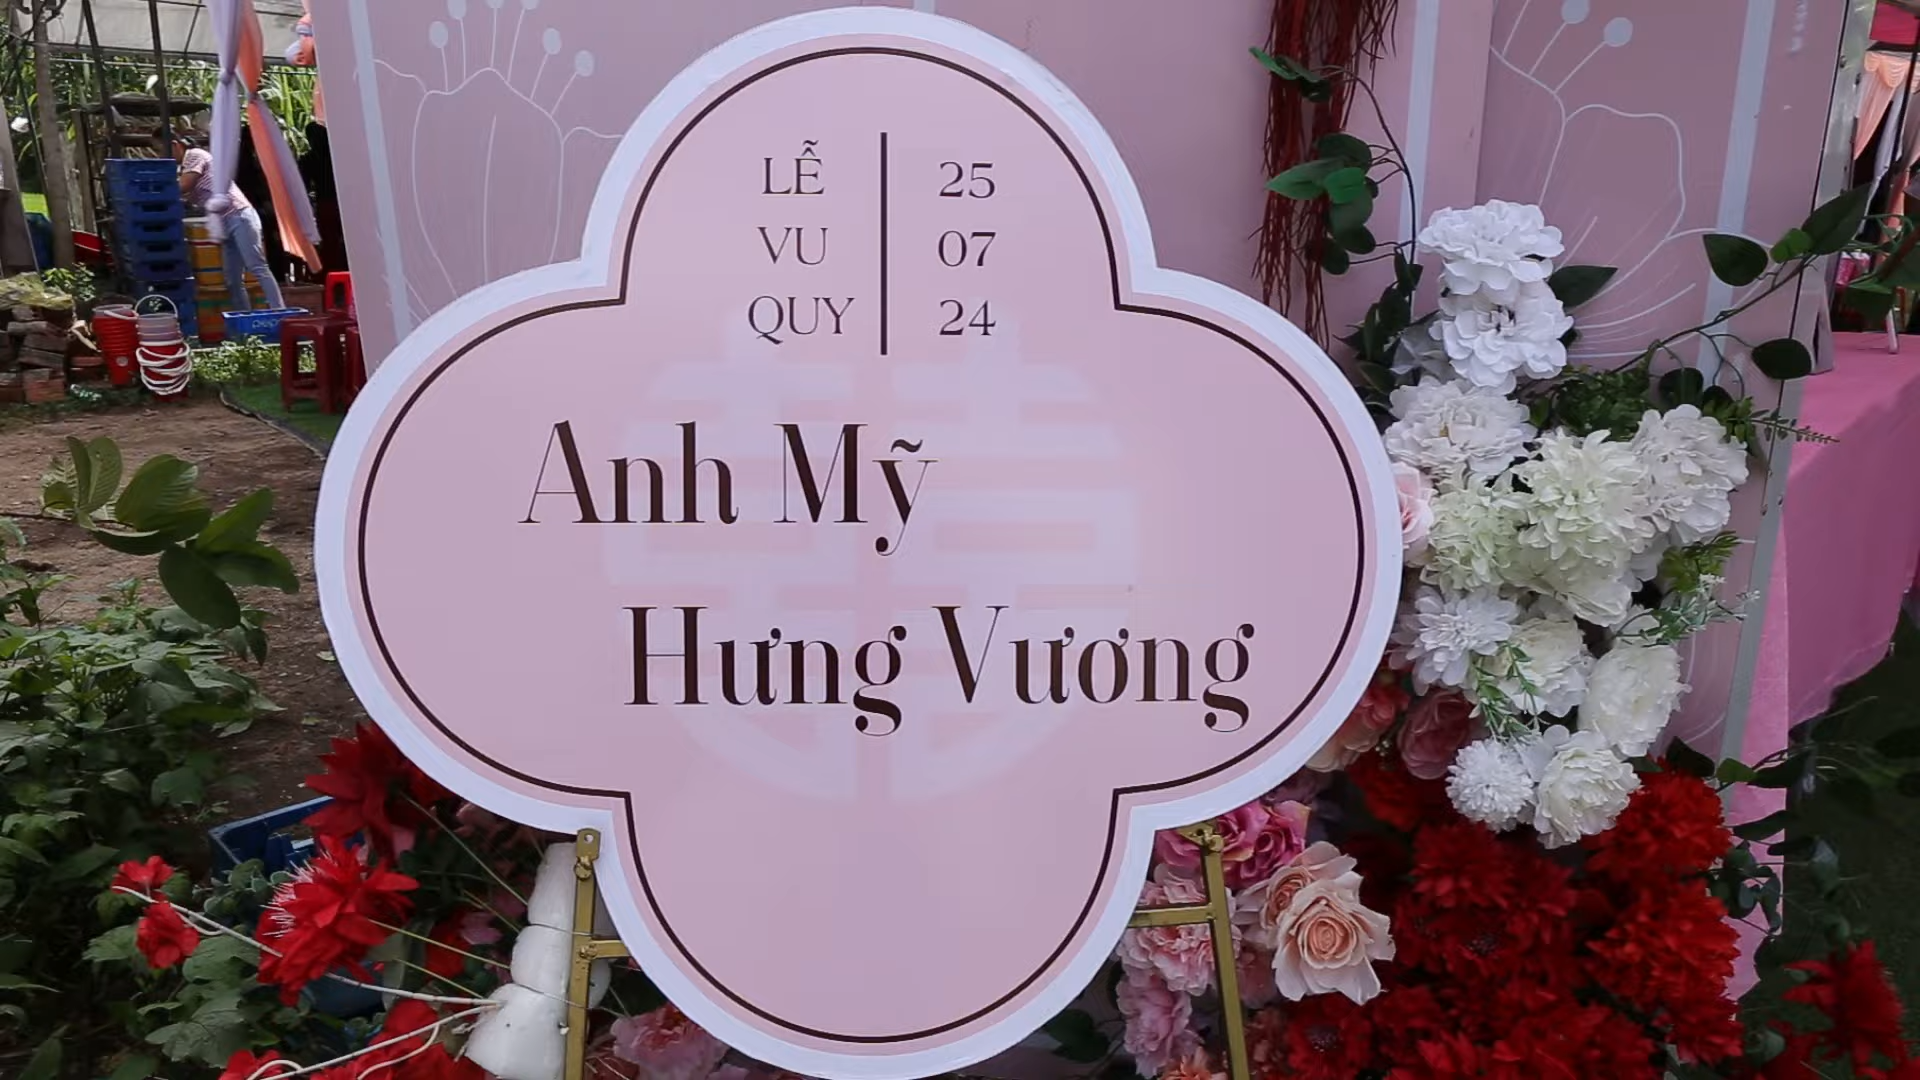 LỄ 25
VU 07
QUY 24
Anh Mỹ
Hưng Vương